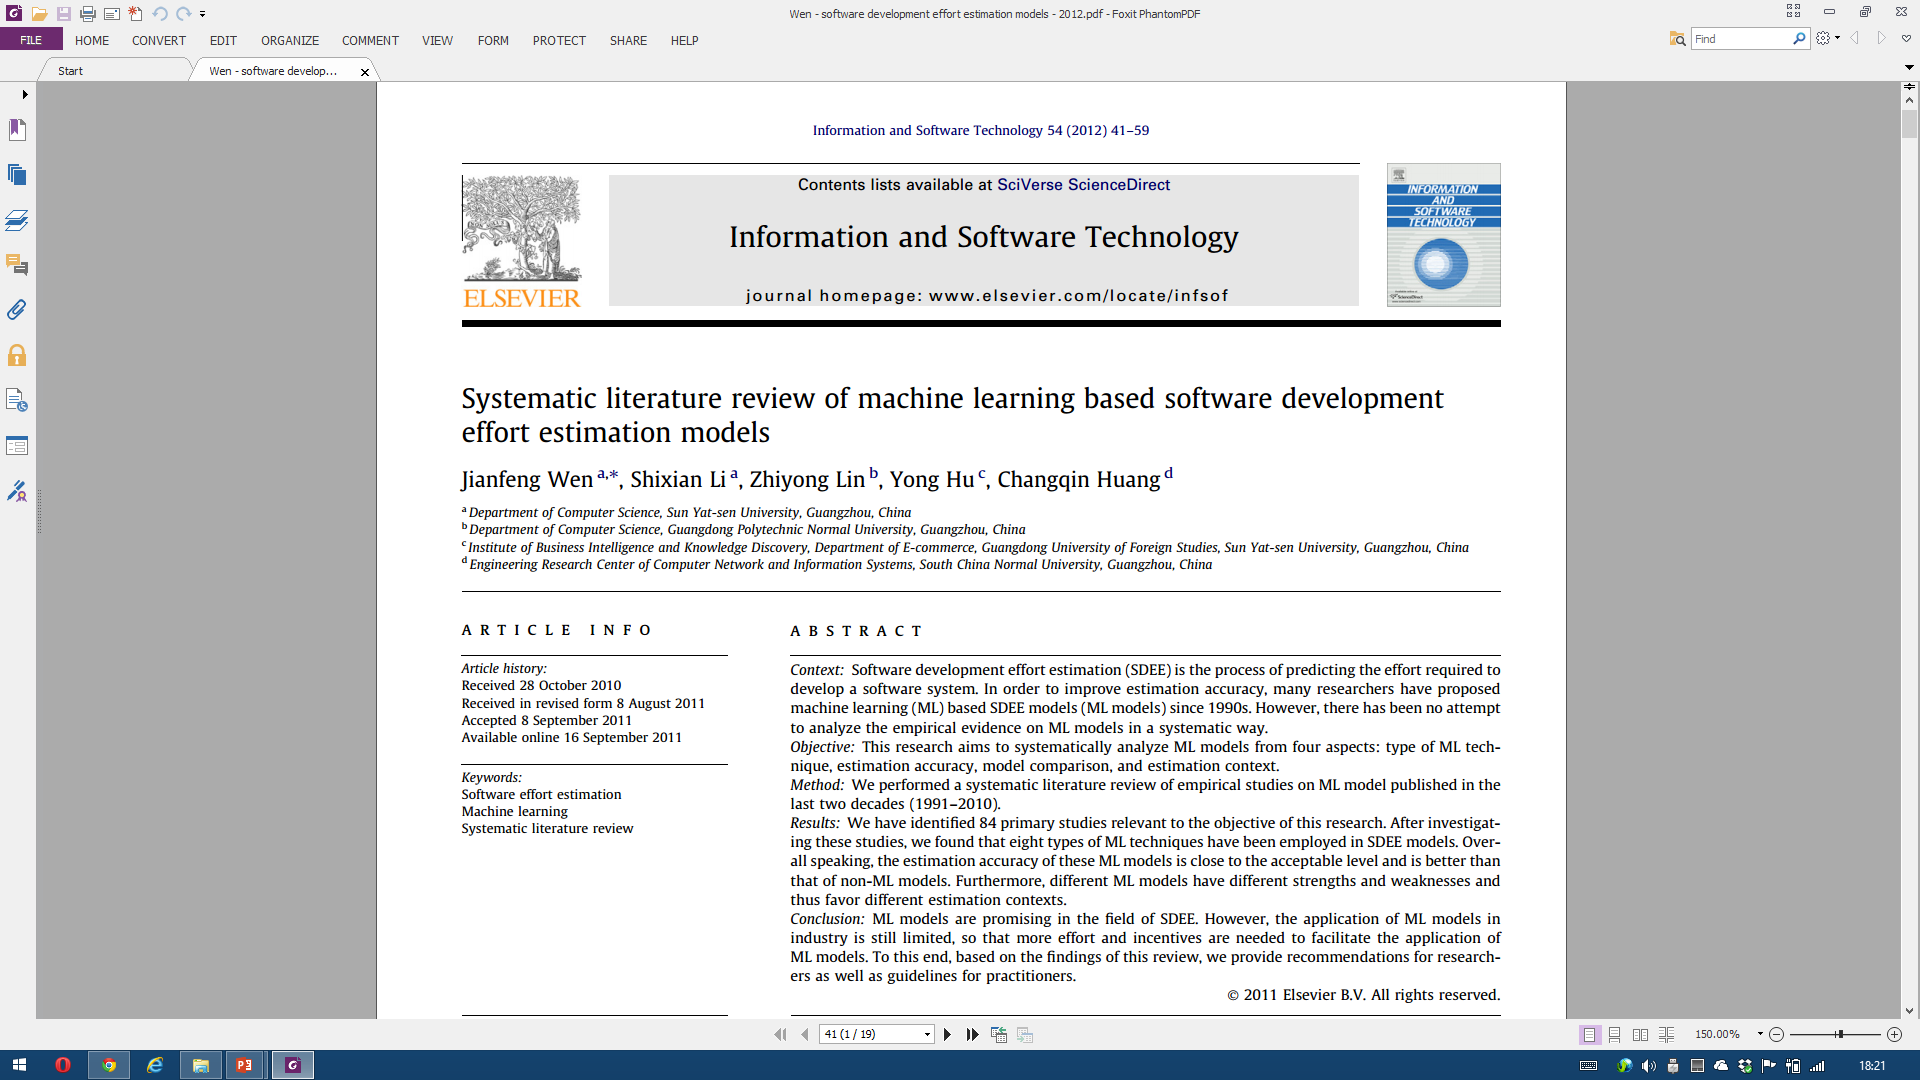 Wen - software development effort estimation models - 2012.pdf - Foxit PhantomPDF
FILE HOME CONVERT EDIT ORGANIZE COMMENT VIEW FORM PROTECT SHARE HELP
Find
Start
Wen - software develop...
Information and Software Technology 54 (2012) 41–59
Contents lists available at SciVerse ScienceDirect
Information and Software Technology
journal homepage: www.elsevier.com/locate/infsof
ELSEVIER
INFORMATION
AND
SOFTWARE
TECHNOLOGY
Systematic literature review of machine learning based software development
effort estimation models
Jianfeng Wen a,*, Shixian Li a, Zhiyong Lin b, Yong Hu c, Changqin Huang d
a Department of Computer Science, Sun Yat-sen University, Guangzhou, China
b Department of Computer Science, Guangdong Polytechnic Normal University, Guangzhou, China
c Institute of Business Intelligence and Knowledge Discovery, Department of E-commerce, Guangdong University of Foreign Studies, Sun Yat-sen University, Guangzhou, China
d Engineering Research Center of Computer Network and Information Systems, South China Normal University, Guangzhou, China
ARTICLE INFO
Article history:
Received 28 October 2010
Received in revised form 8 August 2011
Accepted 8 September 2011
Available online 16 September 2011
Keywords:
Software effort estimation
Machine learning
Systematic literature review
ABSTRACT
Context: Software development effort estimation (SDEE) is the process of predicting the effort required to
develop a software system. In order to improve estimation accuracy, many researchers have proposed
machine learning (ML) based SDEE models (ML models) since 1990s. However, there has been no attempt
to analyze the empirical evidence on ML models in a systematic way.
Objective: This research aims to systematically analyze ML models from four aspects: type of ML tech-
nique, estimation accuracy, model comparison, and estimation context.
Method: We performed a systematic literature review of empirical studies on ML model published in the
last two decades (1991–2010).
Results: We have identified 84 primary studies relevant to the objective of this research. After investigat-
ing these studies, we found that eight types of ML techniques have been employed in SDEE models. Over-
all speaking, the estimation accuracy of these ML models is close to the acceptable level and is better than
that of non-ML models. Furthermore, different ML models have different strengths and weaknesses and
thus favor different estimation contexts.
Conclusion: ML models are promising in the field of SDEE. However, the application of ML models in
industry is still limited, so that more effort and incentives are needed to facilitate the application of
ML models. To this end, based on the findings of this review, we provide recommendations for research-
ers as well as guidelines for practitioners.
© 2011 Elsevier B.V. All rights reserved.
41 (1 / 19)
150.00%
18:21